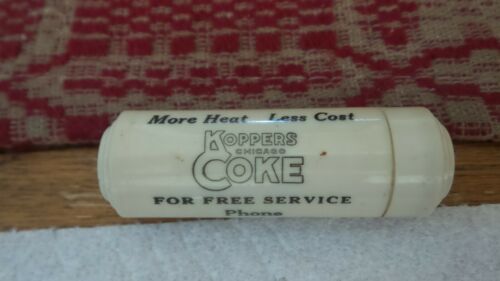 More Heat Less Cost
KOPPERS
CHICAGO
COKE
FOR FREE SERVICE
Phone